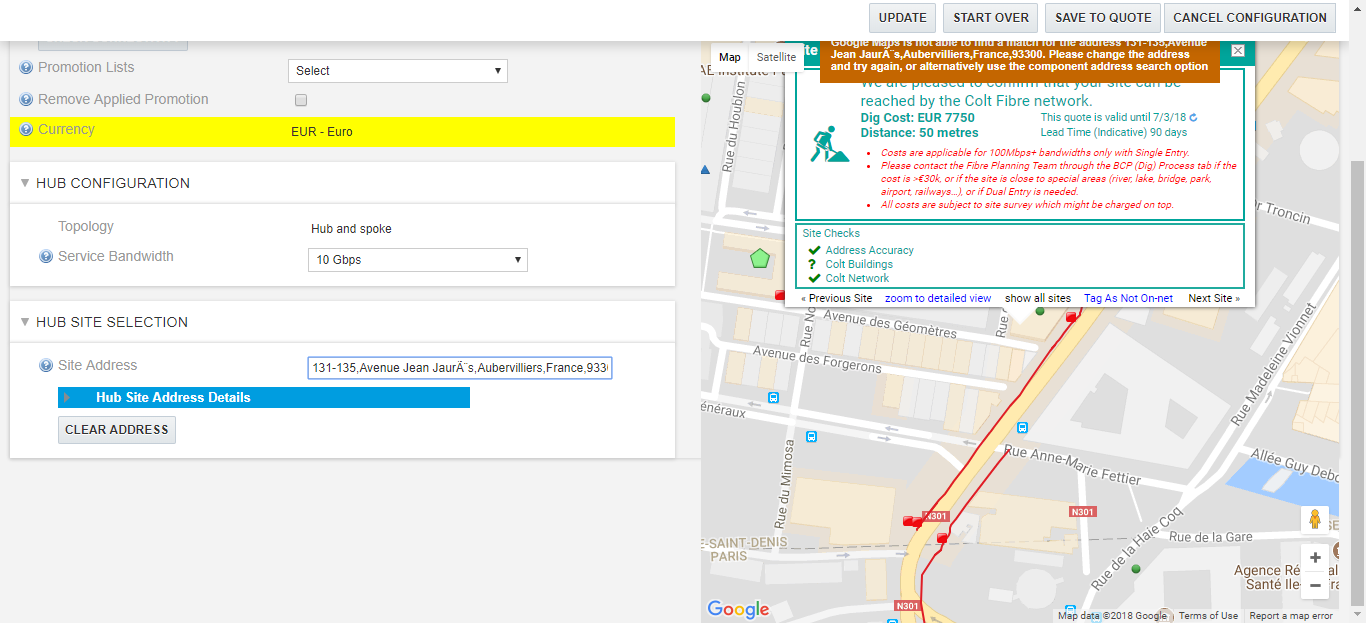 UPDATE
START OVER
SAVE TO QUOTE
CANCEL CONFIGURATION
Promotion Lists
Select
Remove Applied Promotion
Currency
EUR - Euro
HUB CONFIGURATION
Topology
Hub and spoke
Service Bandwidth
10 Gbps
HUB SITE SELECTION
Site Address
131-135,Avenue Jean JaurÃ¨s,Aubervilliers,France,9330
Hub Site Address Details
CLEAR ADDRESS
Map
Satellite
Google Maps is not able to find a match for the address 131-135,Avenue
Jean JaurÃ¨s,Aubervilliers,France,93300. Please change the address
and try again, or alternatively use the component address search option
We are pleased to confirm that your site can be
reached by the Colt Fibre network.
Dig Cost: EUR 7750
This quote is valid until 7/3/18
Distance: 50 metres
Lead Time (Indicative) 90 days
Costs are applicable for 100Mbps+ bandwidths only with Single Entry.
Please contact the Fibre Planning Team through the BCP (Dig) Process tab if the
cost is >€30k, or if the site is close to special areas (river, lake, bridge, park,
airport, railways...), or if Dual Entry is needed.
All costs are subject to site survey which might be charged on top.
Site Checks
Address Accuracy
? Colt Buildings
Colt Network
« Previous Site
zoom to detailed view
show all sites
Tag As Not On-net
Next Site »
Rue du Houblon
Troncin
Avenue des Géomètres
Avenue des Forgerons
énéraux
Rue du Mimosa
Rue Anne-Marie Fettier
Rue Madeleine Vionnet
Allée Guy Debo
N301
N301
N301
E-SAINT-DENIS
PARIS
Rue de la Haie Coq
Rue de la Gare
Agence Ré
Santé Ile-
+
−
Google
Map data ©2018 Google
Terms of Use
Report a map error